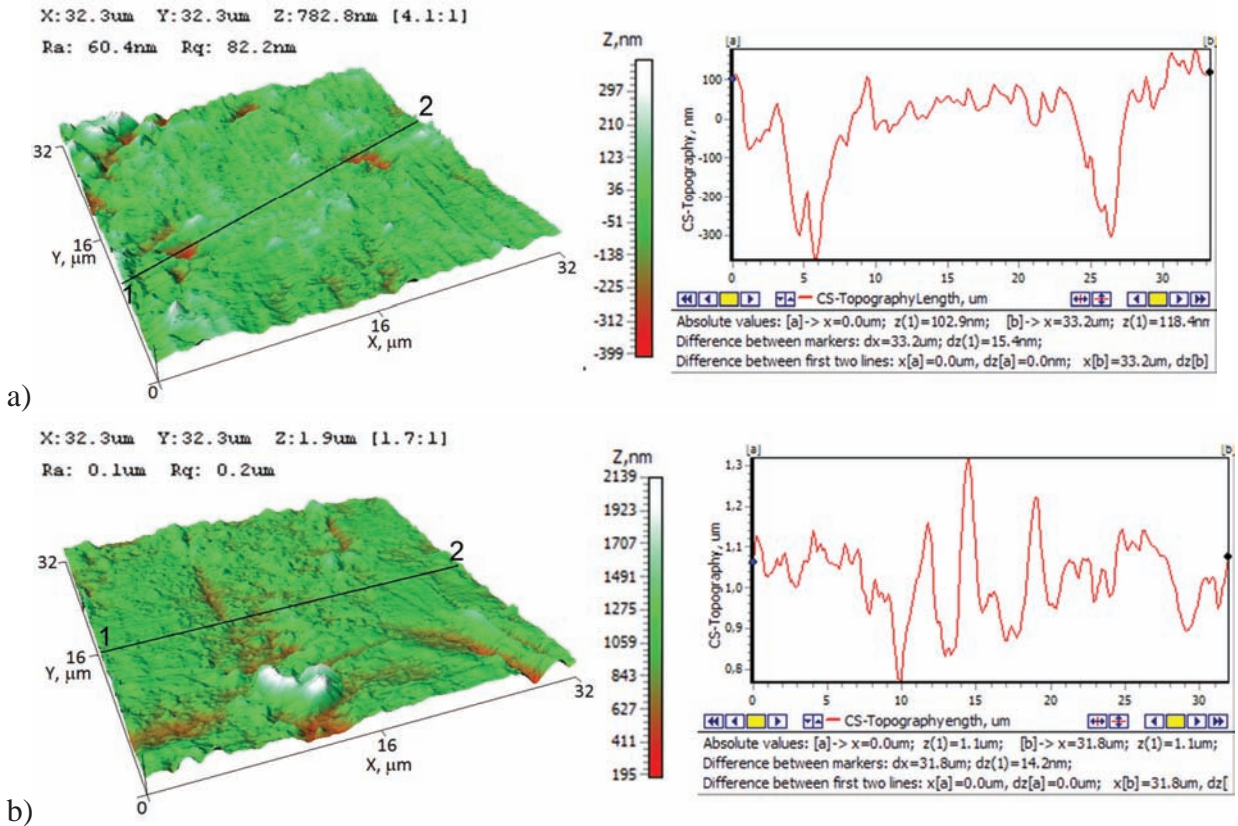 X:32.3um Y:32.3um Z:782.8nm [4.1:1]
Ra: 60.4nm Rq: 82.2nm
Z,nm
297
210
123
36
-51
-138
-225
-312
-399
1
2
32
16
Y, μm
0
16
X, μm
32
[a]
[b]
CS-Topography, nm
100
0
-100
-200
-300
0
5
10
15
20
25
30
CS-TopographyLength, um
Absolute values: [a]-> x=0.0um; z(1)=102.9nm; [b]-> x=33.2um; z(1)=118.4nm
Difference between markers: dx=33.2um; dz(1)=15.4nm;
Difference between first two lines: x[a]=0.0um, dz[a]=0.0nm; x[b]=33.2um, dz[b]
a)
X:32.3um Y:32.3um Z:1.9um [1.7:1]
Ra: 0.1um Rq: 0.2um
Z,nm
2139
1923
1707
1491
1275
1059
843
627
411
195
1
2
32
16
Y, μm
0
16
X, μm
32
[a]
[b]
CS-Topography, um
1,3
1,2
1,1
1,0
0,9
0,8
0
5
10
15
20
25
30
CS-Topographyength, um
Absolute values: [a]-> x=0.0um; z(1)=1.1um; [b]-> x=31.8um; z(1)=1.1um;
Difference between markers: dx=31.8um; dz(1)=14.2nm;
Difference between first two lines: x[a]=0.0um, dz[a]=0.0um; x[b]=31.8um, dz[
b)